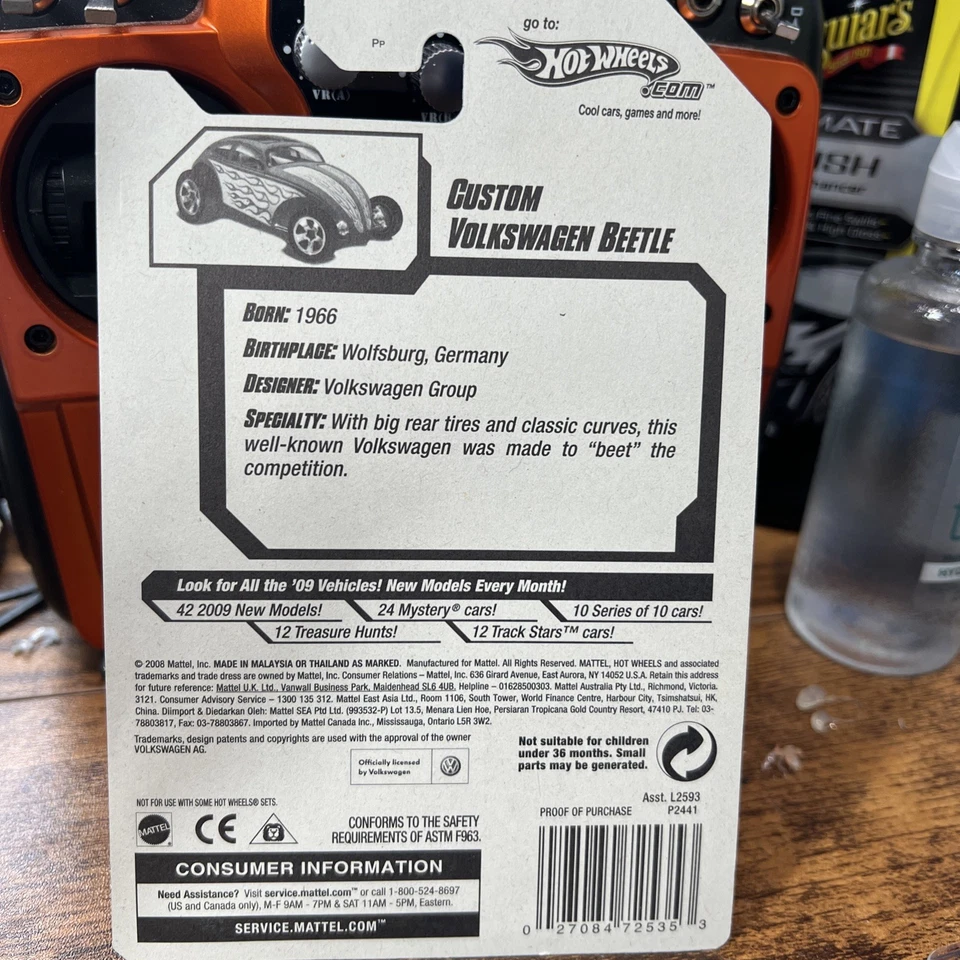 go to:
HOT WHEELS
.COM™
Cool cars, games and more!
Pp
VR(A)
CUSTOM
VOLKSWAGEN BEETLE
BORN: 1966
BIRTHPLACE: Wolfsburg, Germany
DESIGNER: Volkswagen Group
SPECIALTY: With big rear tires and classic curves, this
well-known Volkswagen was made to “beet” the
competition.
Look for All the '09 Vehicles! New Models Every Month!
42 2009 New Models! 24 Mystery® cars! 10 Series of 10 cars!
12 Treasure Hunts! 12 Track Stars™ cars!
© 2008 Mattel, Inc. MADE IN MALAYSIA OR THAILAND AS MARKED. Manufactured for Mattel. All Rights Reserved. MATTEL, HOT WHEELS and associated
trademarks and trade dress are owned by Mattel, Inc. Consumer Relations – Mattel, Inc. 636 Girard Avenue, East Aurora, NY 14052 U.S.A. Retain this address
for future reference: Mattel U.K. Ltd., Vanwall Business Park, Maidenhead SL6 4UB. Helpline – 01628500303. Mattel Australia Pty Ltd., Richmond, Victoria.
3121. Consumer Advisory Service – 1300 135 312. Mattel East Asia Ltd., Room 1106, South Tower, World Finance Centre, Harbour City, Tsimshatsui, HK,
China. Diimport & Diedarkan Oleh: Mattel SEA Ptd Ltd. (993532-P) Lot 13.5, Menara Lien Hoe, Persiaran Tropicana Gold Country Resort, 47410 PJ. Tel: 03-
78803817, Fax: 03-78803867. Imported by Mattel Canada Inc., Mississauga, Ontario L5R 3W2.
Trademarks, design patents and copyrights are used with the approval of the owner
VOLKSWAGEN AG.
Officially licensed
by Volkswagen
Not suitable for children
under 36 months. Small
parts may be generated.
NOT FOR USE WITH SOME HOT WHEELS® SETS.
MATTEL
CE
CONFORMS TO THE SAFETY
REQUIREMENTS OF ASTM F963.
Asst. L2593
PROOF OF PURCHASE P2441
CONSUMER INFORMATION
Need Assistance? Visit service.mattel.com™ or call 1-800-524-8697
(US and Canada only), M-F 9AM - 7PM & SAT 11AM - 5PM, Eastern.
SERVICE.MATTEL.COM™
0 27084 72535 3